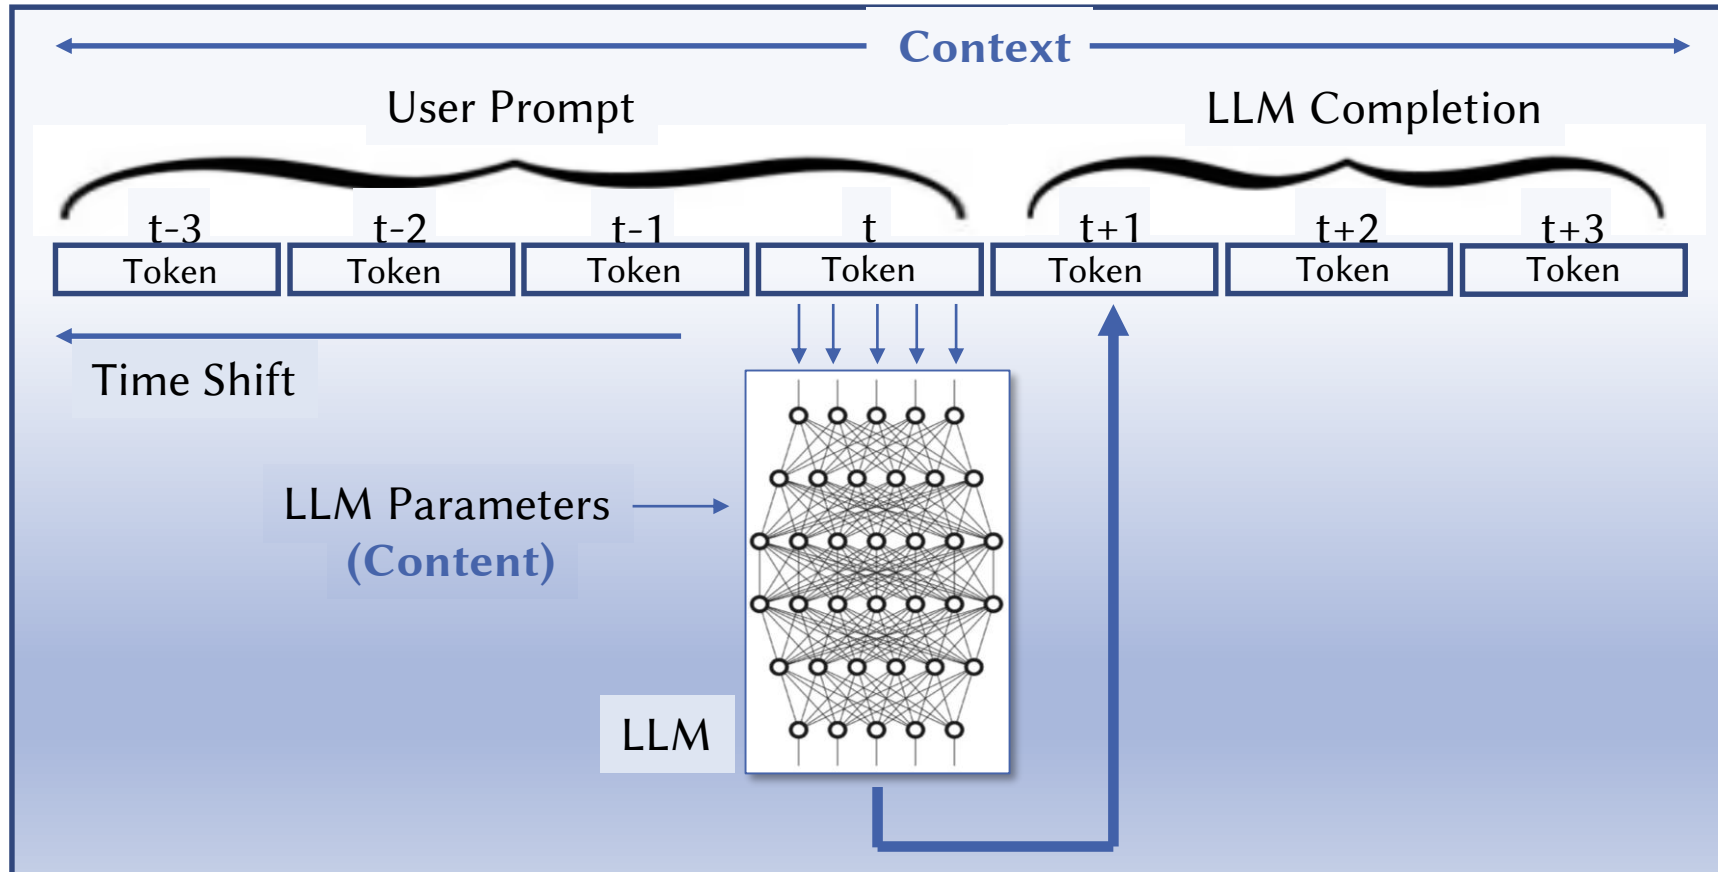 Context
User Prompt
LLM Completion
t-3
t-2
t-1
t
t+1
t+2
t+3
Token
Token
Token
Token
Token
Token
Token
Time Shift
LLM Parameters
(Content)
LLM